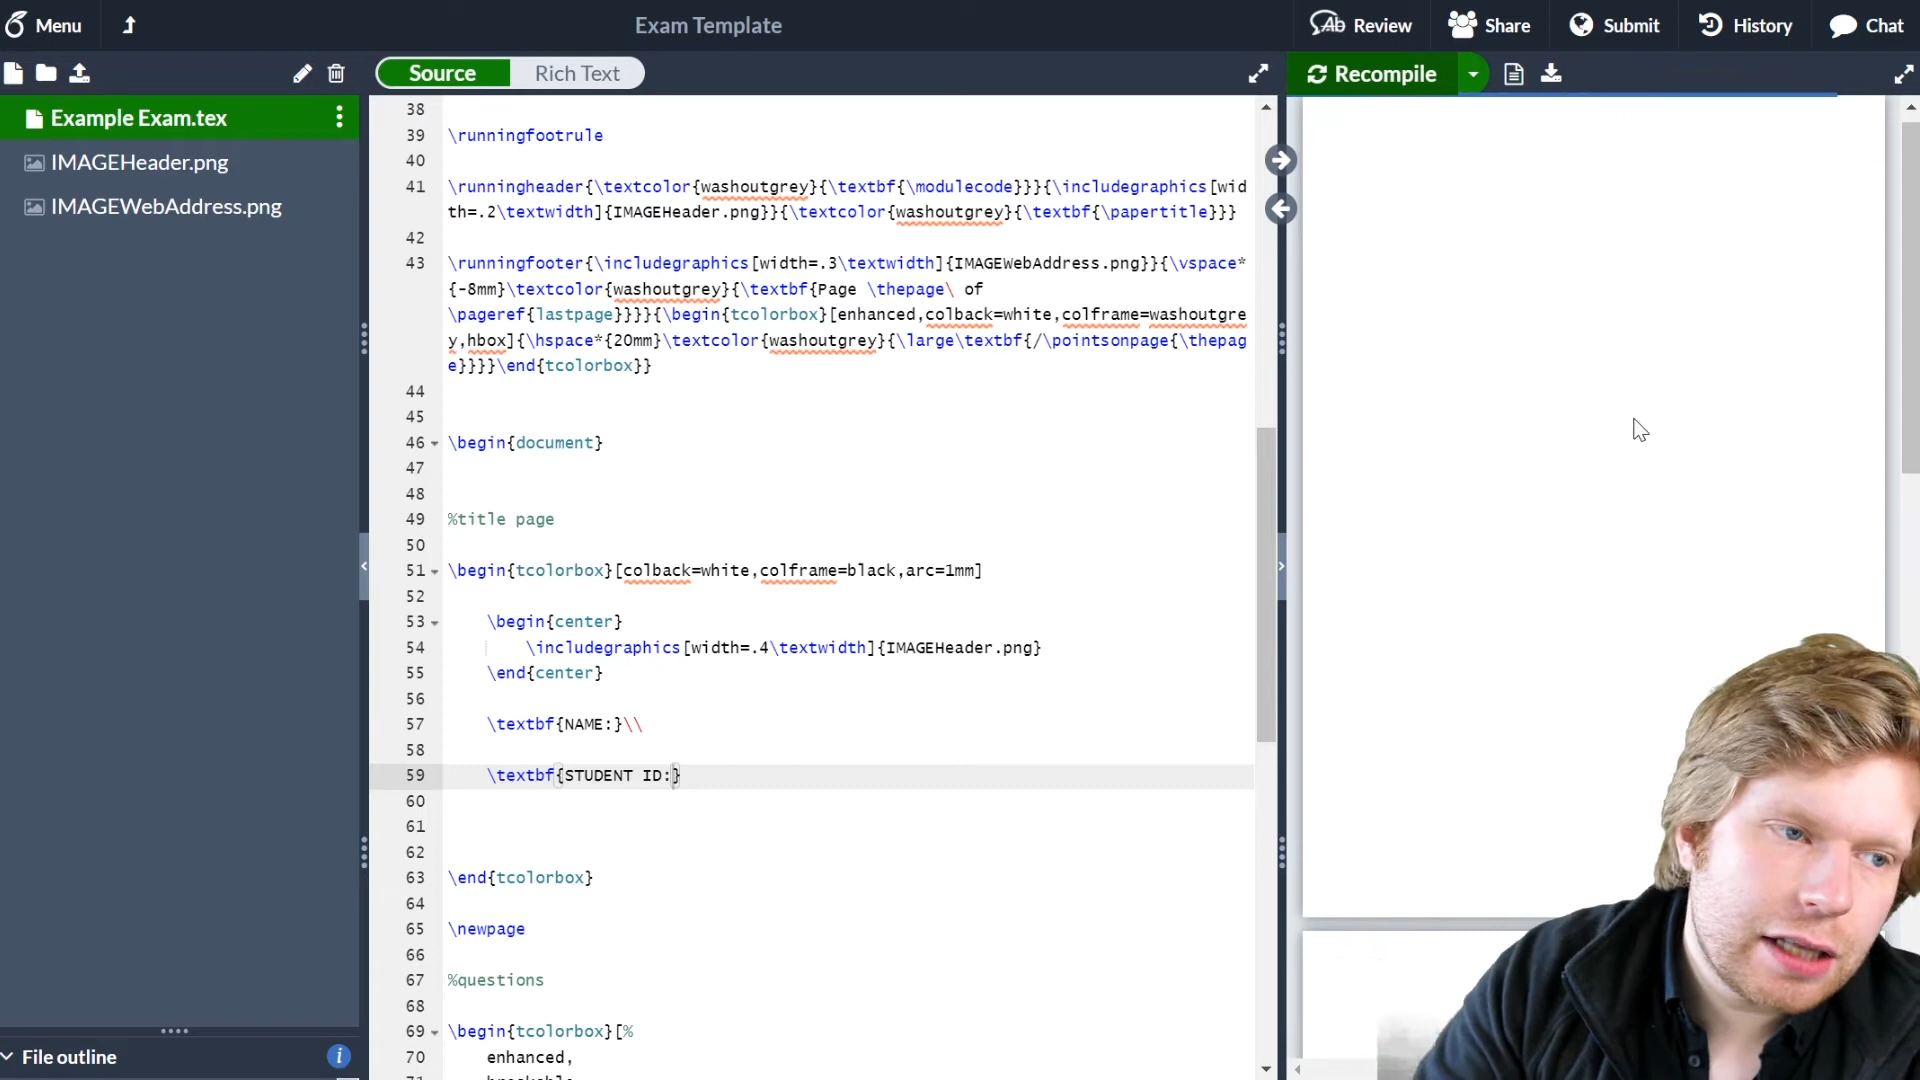 Menu
Exam Template
Review
Share
Submit
History
Chat
Source
Rich Text
Recompile
Example Exam.tex
IMAGEHeader.png
IMAGEWebAddress.png
38
39 \runningfootrule
40
41 \runningheader{\textcolor{washoutgrey}{\textbf{\modulecode}}}{\includegraphics[wid
th=.2\textwidth]{IMAGEHeader.png}}{\textcolor{washoutgrey}{\textbf{\papertitle}}}
42
43 \runningfooter{\includegraphics[width=.3\textwidth]{IMAGEWebAddress.png}}{\vspace*
{-8mm}\textcolor{washoutgrey}{\textbf{Page \thepage\ of
\pageref{lastpage}}}}{\begin{tcolorbox}[enhanced,colback=white,colframe=washoutgre
y,hbox]{\hspace*{20mm}\textcolor{washoutgrey}{\large\textbf{/\pointsonpage{\thepag
e}}}}\end{tcolorbox}}
44
45
46 \begin{document}
47
48
49 %title page
50
51 \begin{tcolorbox}[colback=white,colframe=black,arc=1mm]
52
53 \begin{center}
54 \includegraphics[width=.4\textwidth]{IMAGEHeader.png}
55 \end{center}
56
57 \textbf{NAME:}\\
58
59 \textbf{STUDENT ID:}
60
61
62
63 \end{tcolorbox}
64
65 \newpage
66
67 %questions
68
69 \begin{tcolorbox}[%
70 enhanced,
File outline